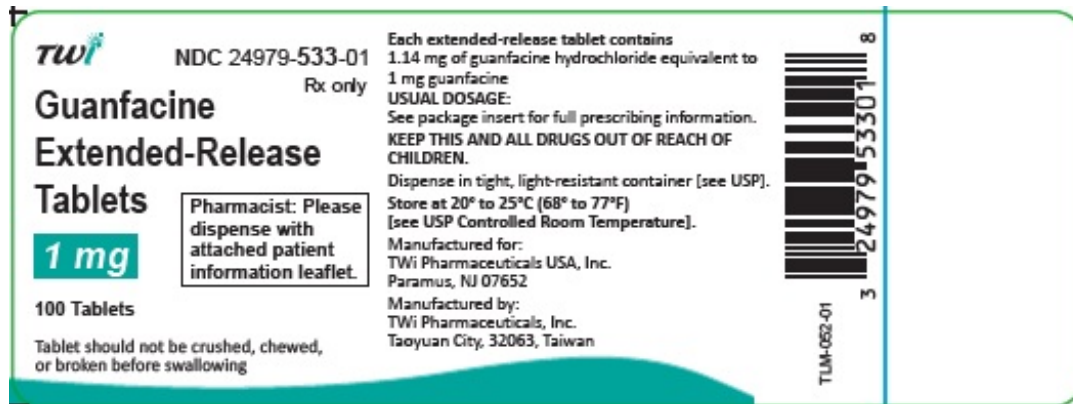 TWi
NDC 24979-533-01
Rx only
Guanfacine
Extended-Release
Tablets
1 mg
Pharmacist: Please
dispense with
attached patient
information leaflet.
100 Tablets
Tablet should not be crushed, chewed,
or broken before swallowing
Each extended-release tablet contains
1.14 mg of guanfacine hydrochloride equivalent to
1 mg guanfacine
USUAL DOSAGE:
See package insert for full prescribing information.
KEEP THIS AND ALL DRUGS OUT OF REACH OF
CHILDREN.
Dispense in tight, light-resistant container [see USP].
Store at 20° to 25°C (68° to 77°F)
[see USP Controlled Room Temperature].
Manufactured for:
TWi Pharmaceuticals USA, Inc.
Paramus, NJ 07652
Manufactured by:
TWi Pharmaceuticals, Inc.
Taoyuan City, 32063, Taiwan
3 24979 53301 8
TLM-052-01